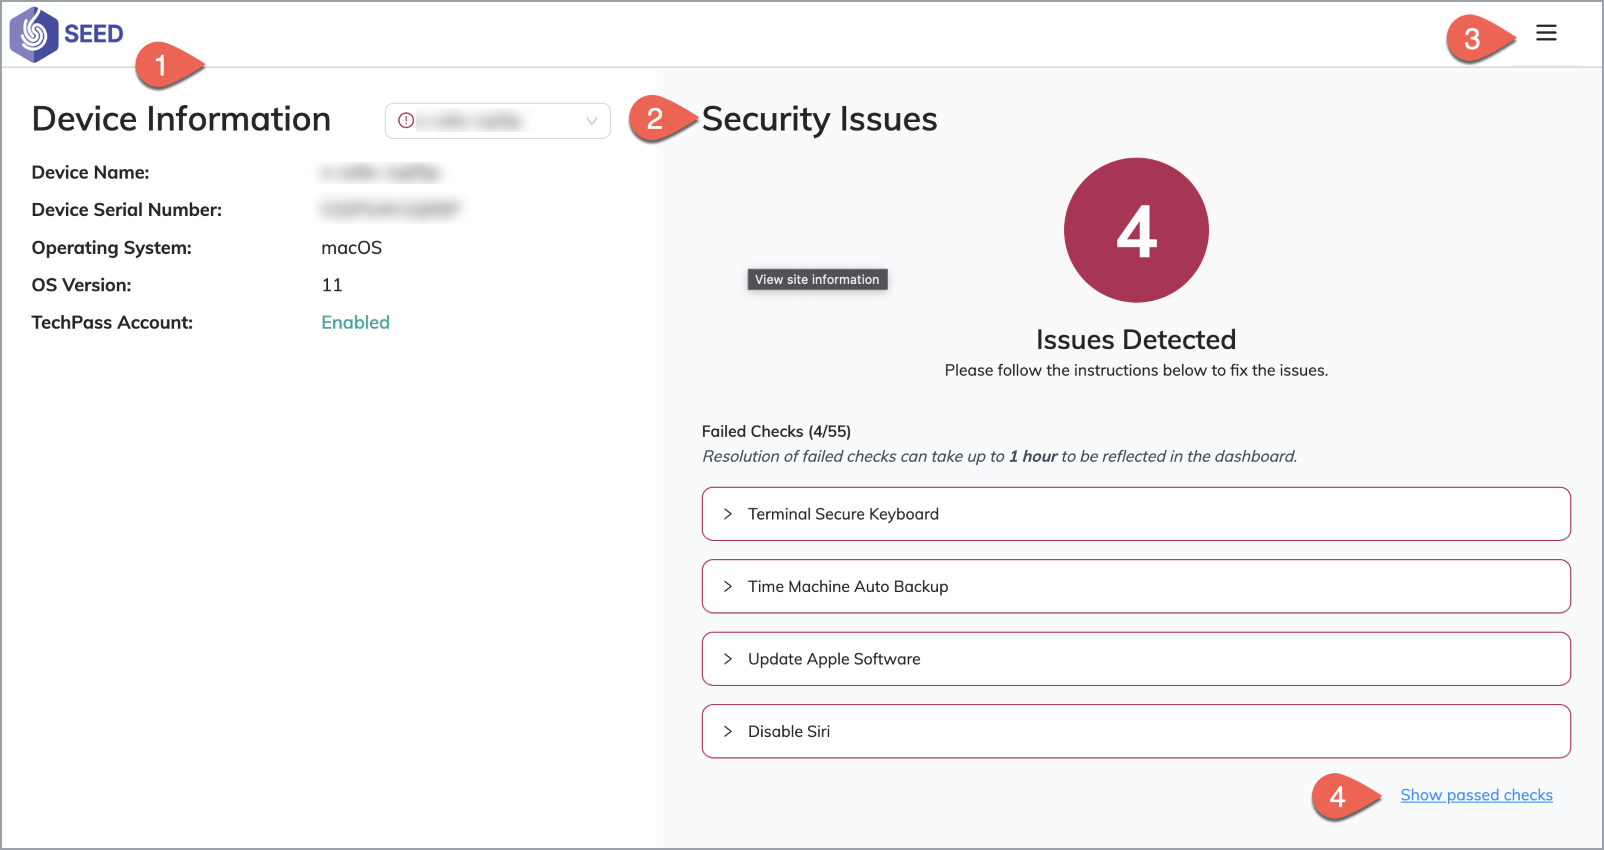 SEED
1
3
Device Information
2
Security Issues
Device Name:
Device Serial Number:
Operating System: macOS
OS Version: 11
TechPass Account: Enabled
4
View site information
Issues Detected
Please follow the instructions below to fix the issues.
Failed Checks (4/55)
Resolution of failed checks can take up to 1 hour to be reflected in the dashboard.
Terminal Secure Keyboard
Time Machine Auto Backup
Update Apple Software
Disable Siri
4
Show passed checks